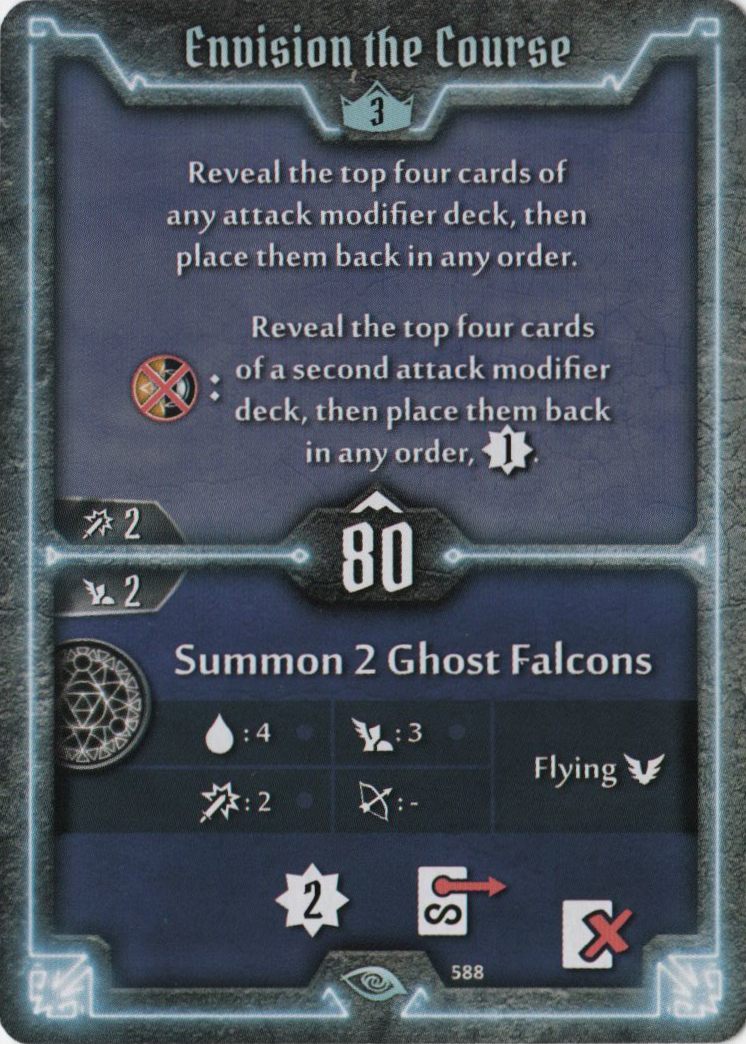 Envision the Course
3
Reveal the top four cards of
any attack modifier deck, then
place them back in any order.
Reveal the top four cards
: of a second attack modifier
deck, then place them back
in any order, 1.
2
80
2
Summon 2 Ghost Falcons
: 4
: 3
Flying
: 2
: -
2
588